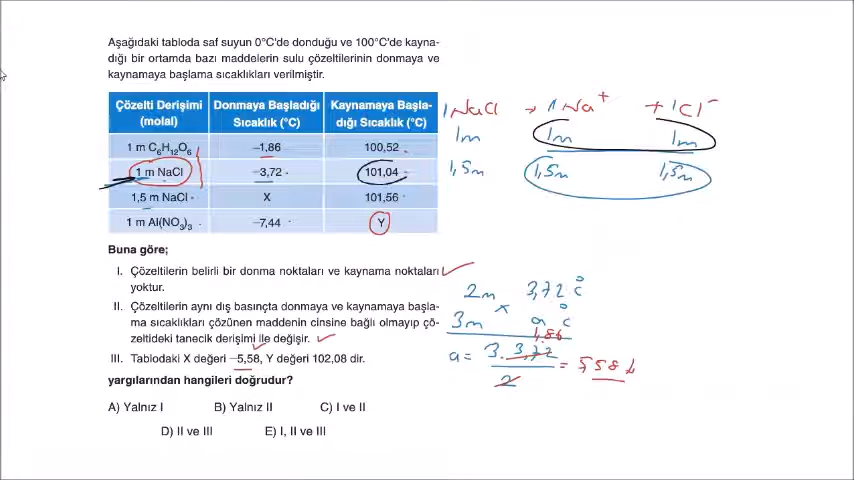 Aşağıdaki tabloda saf suyun 0°C'de donduğu ve 100°C'de kayna-
dığı bir ortamda bazı maddelerin sulu çözeltilerinin donmaya ve
kaynamaya başlama sıcaklıkları verilmiştir.
Çözelti Derişimi (molal) Donmaya Başladığı Sıcaklık (°C) Kaynamaya Başla-dığı Sıcaklık (°C)
1 m C₆H₁₂O₆ −1,86 100,52
1 m NaCl −3,72 101,04
1,5 m NaCl X 101,56
1 m Al(NO₃)₃ −7,44 Y
1NaCl → 1Na⁺ + 1Cl⁻
1m 1m 1m
1,5m 1,5m 1,5m
Buna göre;
I. Çözeltilerin belirli bir donma noktaları ve kaynama noktaları
yoktur.
II. Çözeltilerin aynı dış basınçta donmaya ve kaynamaya başla-
ma sıcaklıkları çözünen maddenin cinsine bağlı olmayıp çö-
zeltideki tanecik derişimi ile değişir.
III. Tablodaki X değeri −5,58, Y değeri 102,08 dir.
yargılarından hangileri doğrudur?
A) Yalnız I B) Yalnız II C) I ve II
D) II ve III E) I, II ve III
2m 3,72 °C
x
3m a °C
1,86
a = 3. 3,72 = 5,58
2